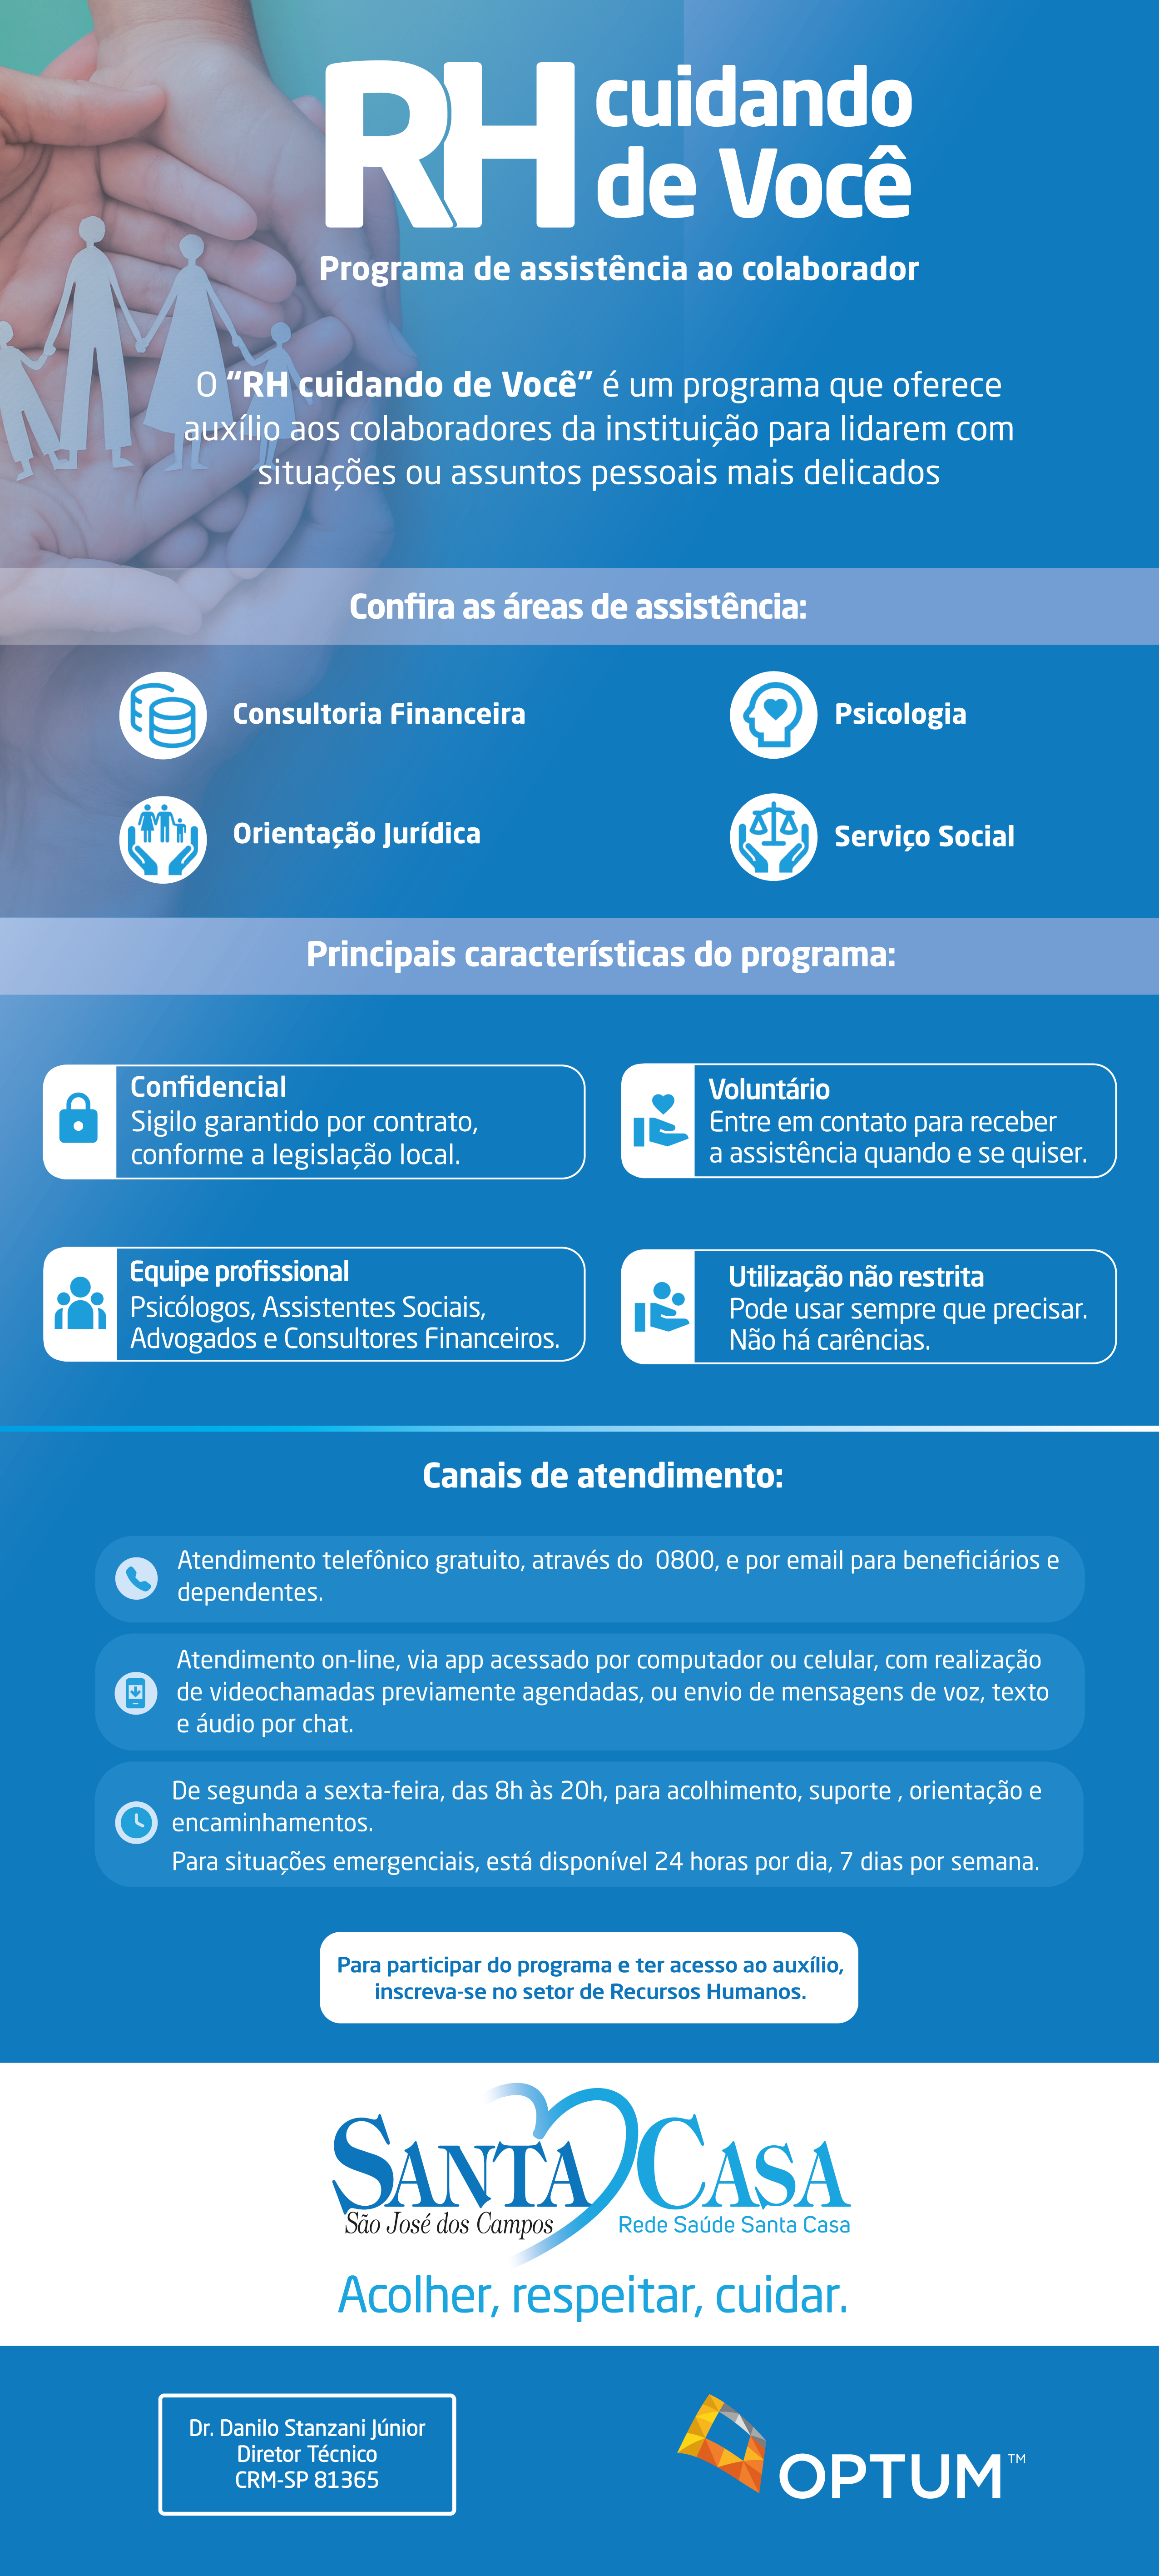 RH cuidando
de Você
Programa de assistência ao colaborador
O “RH cuidando de Você” é um programa que oferece
auxílio aos colaboradores da instituição para lidarem com
situações ou assuntos pessoais mais delicados
Confira as áreas de assistência:
Consultoria Financeira
Psicologia
Orientação Jurídica
Serviço Social
Principais características do programa:
Confidencial
Sigilo garantido por contrato,
conforme a legislação local.
Voluntário
Entre em contato para receber
a assistência quando e se quiser.
Equipe profissional
Psicólogos, Assistentes Sociais,
Advogados e Consultores Financeiros.
Utilização não restrita
Pode usar sempre que precisar.
Não há carências.
Canais de atendimento:
Atendimento telefônico gratuito, através do  0800, e por email para beneficiários e
dependentes.
Atendimento on-line, via app acessado por computador ou celular, com realização
de videochamadas previamente agendadas, ou envio de mensagens de voz, texto
e áudio por chat.
De segunda a sexta-feira, das 8h às 20h, para acolhimento, suporte , orientação e
encaminhamentos.
Para situações emergenciais, está disponível 24 horas por dia, 7 dias por semana.
Para participar do programa e ter acesso ao auxílio,
inscreva-se no setor de Recursos Humanos.
SANTA CASA
São José dos Campos
Rede Saúde Santa Casa
Acolher, respeitar, cuidar.
Dr. Danilo Stanzani Júnior
Diretor Técnico
CRM-SP 81365
OPTUM™